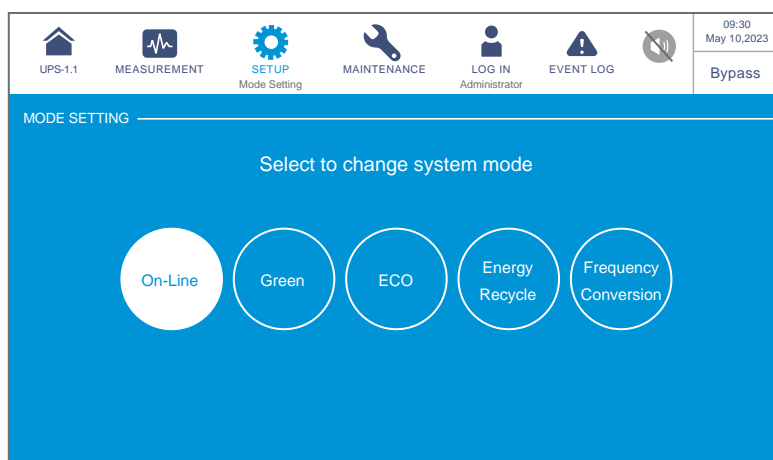 09:30
May 10,2023
UPS-1.1
MEASUREMENT
SETUP
Mode Setting
MAINTENANCE
LOG IN
Administrator
EVENT LOG
Bypass
MODE SETTING
Select to change system mode
On-Line
Green
ECO
Energy
Recycle
Frequency
Conversion